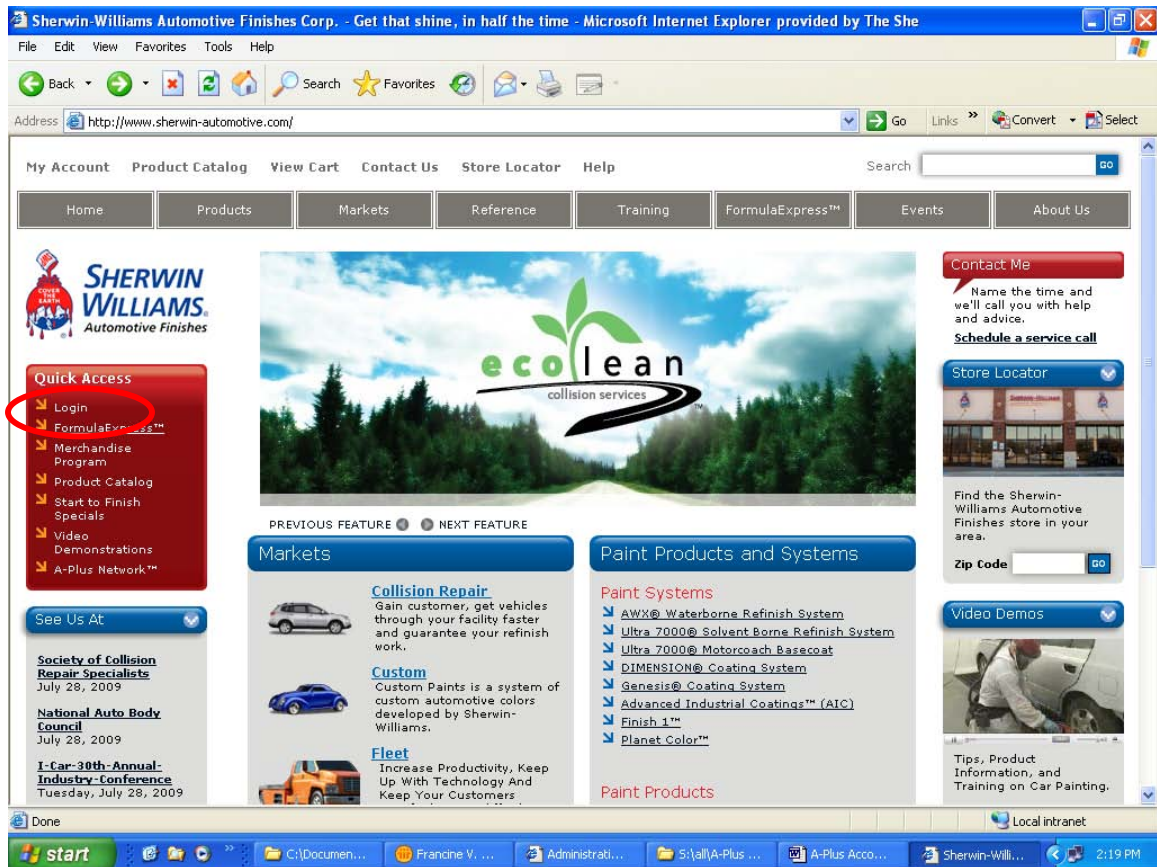 Sherwin-Williams Automotive Finishes Corp. - Get that shine, in half the time - Microsoft Internet Explorer provided by The She
File Edit View Favorites Tools Help
Back Search Favorites
Address http://www.sherwin-automotive.com/ Go Links » Convert Select
My Account Product Catalog View Cart Contact Us Store Locator Help Search GO
Home Products Markets Reference Training FormulaExpress™ Events About Us
COVER THE EARTH
SHERWIN
WILLIAMS.
Automotive Finishes
Quick Access
Login
FormulaExpress™
Merchandise
Program
Product Catalog
Start to Finish
Specials
Video
Demonstrations
A-Plus Network™
See Us At
Society of Collision
Repair Specialists
July 28, 2009
National Auto Body
Council
July 28, 2009
I-Car-30th-Annual-
Industry-Conference
Tuesday, July 28, 2009
eco lean
collision services ™
PREVIOUS FEATURE NEXT FEATURE
Markets
Collision Repair
Gain customer, get vehicles
through your facility faster
and guarantee your refinish
work.
Custom
Custom Paints is a system of
custom automotive colors
developed by Sherwin-
Williams.
Fleet
Increase Productivity, Keep
Up With Technology And
Keep Your Customers
Paint Products and Systems
Paint Systems
AWX® Waterborne Refinish System
Ultra 7000® Solvent Borne Refinish System
Ultra 7000® Motorcoach Basecoat
DIMENSION® Coating System
Genesis® Coating System
Advanced Industrial Coatings™ (AIC)
Finish 1™
Planet Color™
Paint Products
Contact Me
Name the time and
we'll call you with help
and advice.
Schedule a service call
Store Locator
Find the Sherwin-
Williams Automotive
Finishes store in your
area.
Zip Code GO
Video Demos
Tips, Product
Information, and
Training on Car Painting.
Done Local intranet
start » C:\Documen... Francine V. ... Administrati... S:\all\A-Plus ... A-Plus Acco... Sherwin-Willi... 2:19 PM